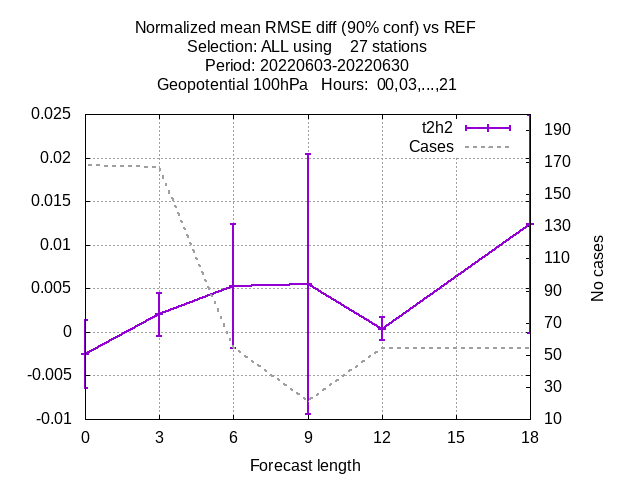 Normalized mean RMSE diff (90% conf) vs REF
Selection: ALL using    27 stations
Period: 20220603-20220630
Geopotential 100hPa   Hours:  00,03,...,21
t2h2
Cases
0.025
0.02
0.015
0.01
0.005
0
-0.005
-0.01
190
170
150
130
110
90
70
50
30
10
No cases
0 3 6 9 12 15 18
Forecast length